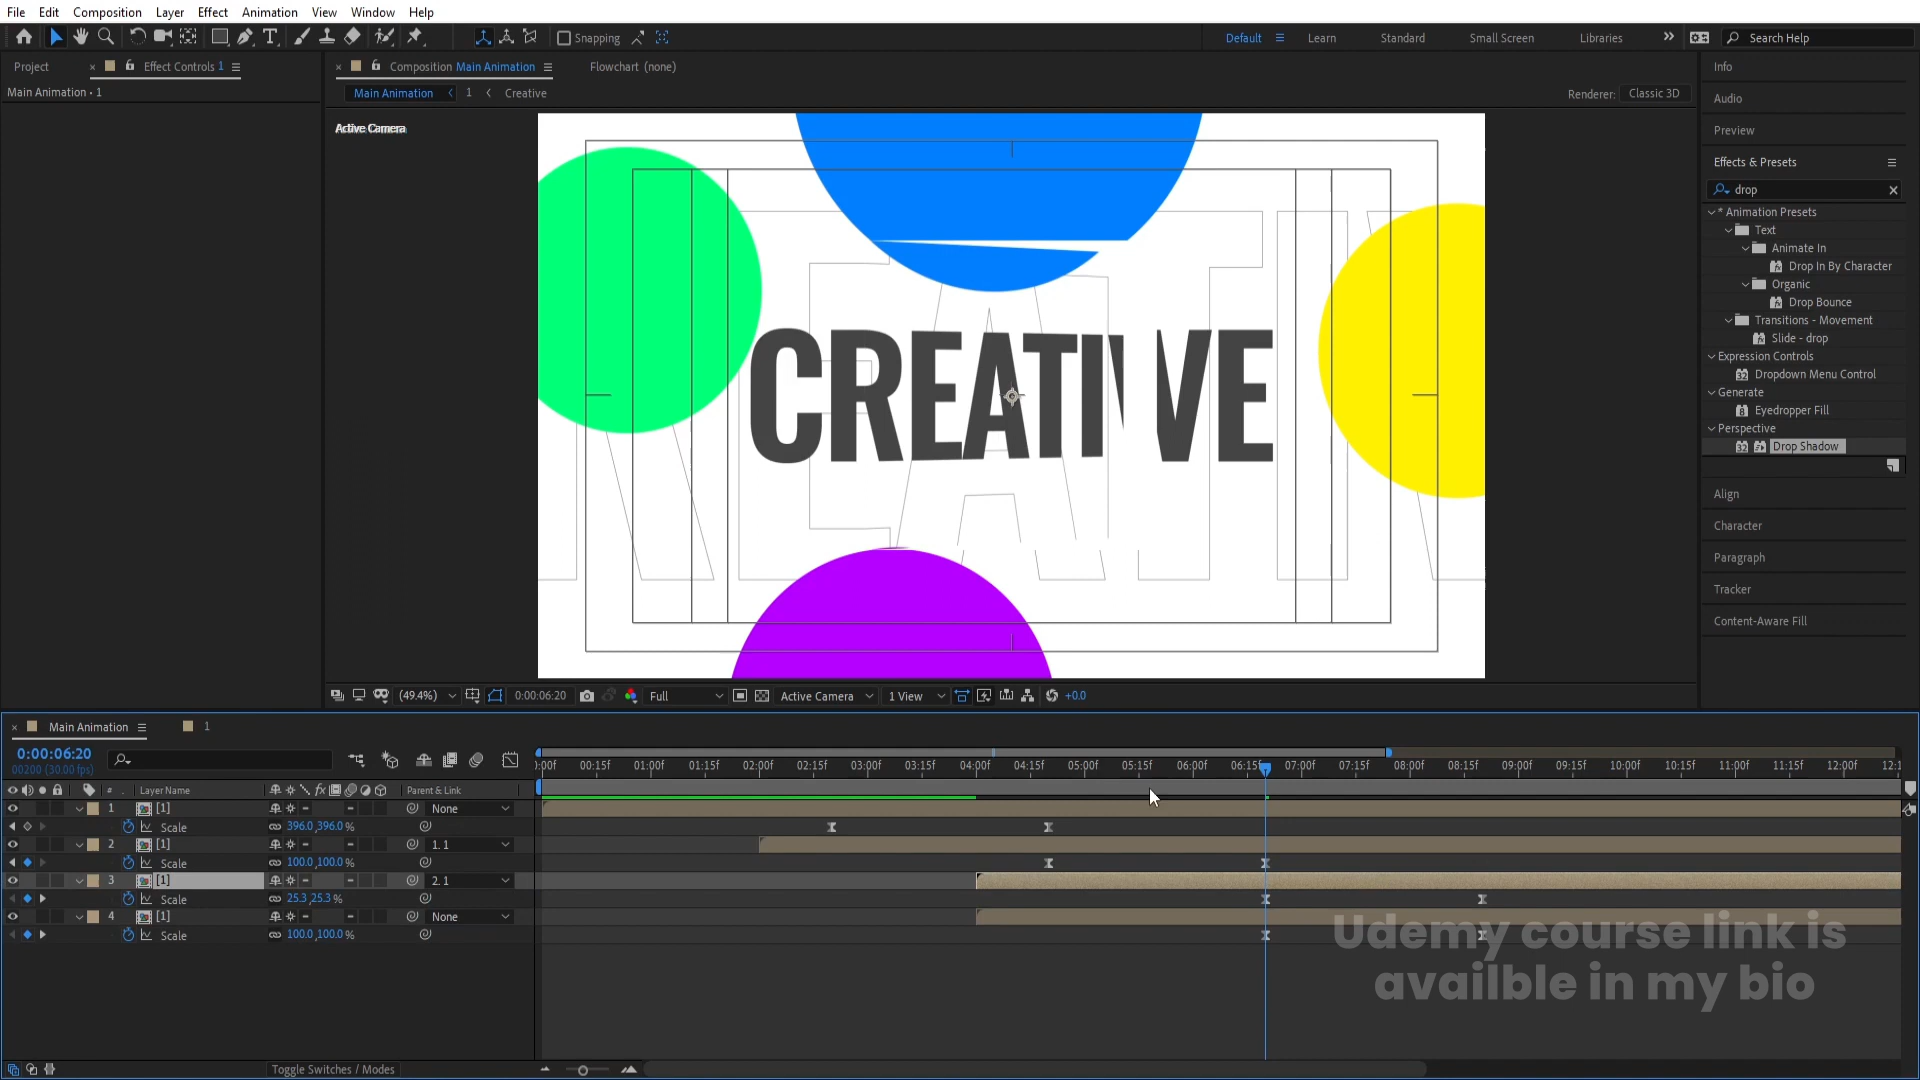 File Edit Composition Layer Effect Animation View Window Help
Snapping
Default Learn Standard Small Screen Libraries Search Help
Project Effect Controls 1
Composition Main Animation Flowchart (none)
Main Animation • 1
Main Animation 1 Creative
Renderer: Classic 3D
Active Camera
CREATIVE
(49.4%) 0:00:06:20 Full Active Camera 1 View +0.0
Info
Audio
Preview
Effects & Presets
drop
* Animation Presets
Text
Animate In
Drop In By Character
Organic
Drop Bounce
Transitions - Movement
Slide - drop
Expression Controls
Dropdown Menu Control
Generate
Eyedropper Fill
Perspective
Drop Shadow
Align
Character
Paragraph
Tracker
Content-Aware Fill
Main Animation 1
0:00:06:20
00200 (30.00 fps)
:00f 00:15f 01:00f 01:15f 02:00f 02:15f 03:00f 03:15f 04:00f 04:15f 05:00f 05:15f 06:00f 06:15f 07:00f 07:15f 08:00f 08:15f 09:00f 09:15f 10:00f 10:15f 11:00f 11:15f 12:00f 12:1
# Layer Name Parent & Link
1 [1] None
Scale 396.0,396.0 %
2 [1] 1. 1
Scale 100.0,100.0 %
3 [1] 2. 1
Scale 25.3,25.3 %
4 [1] None
Scale 100.0,100.0 %
Udemy course link is
availble in my bio
Toggle Switches / Modes